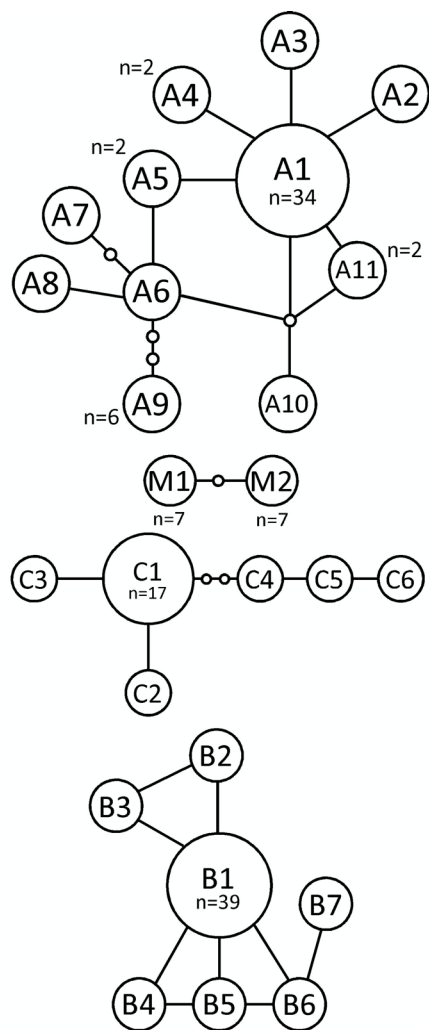 A3
n=2
A4
A2
n=2
A5
A1
n=34
A7
A8
A6
A11
n=2
A9
n=6
A10
M1
M2
n=7
n=7
C3
C1
n=17
C4
C5
C6
C2
B2
B3
B1
n=39
B7
B4
B5
B6